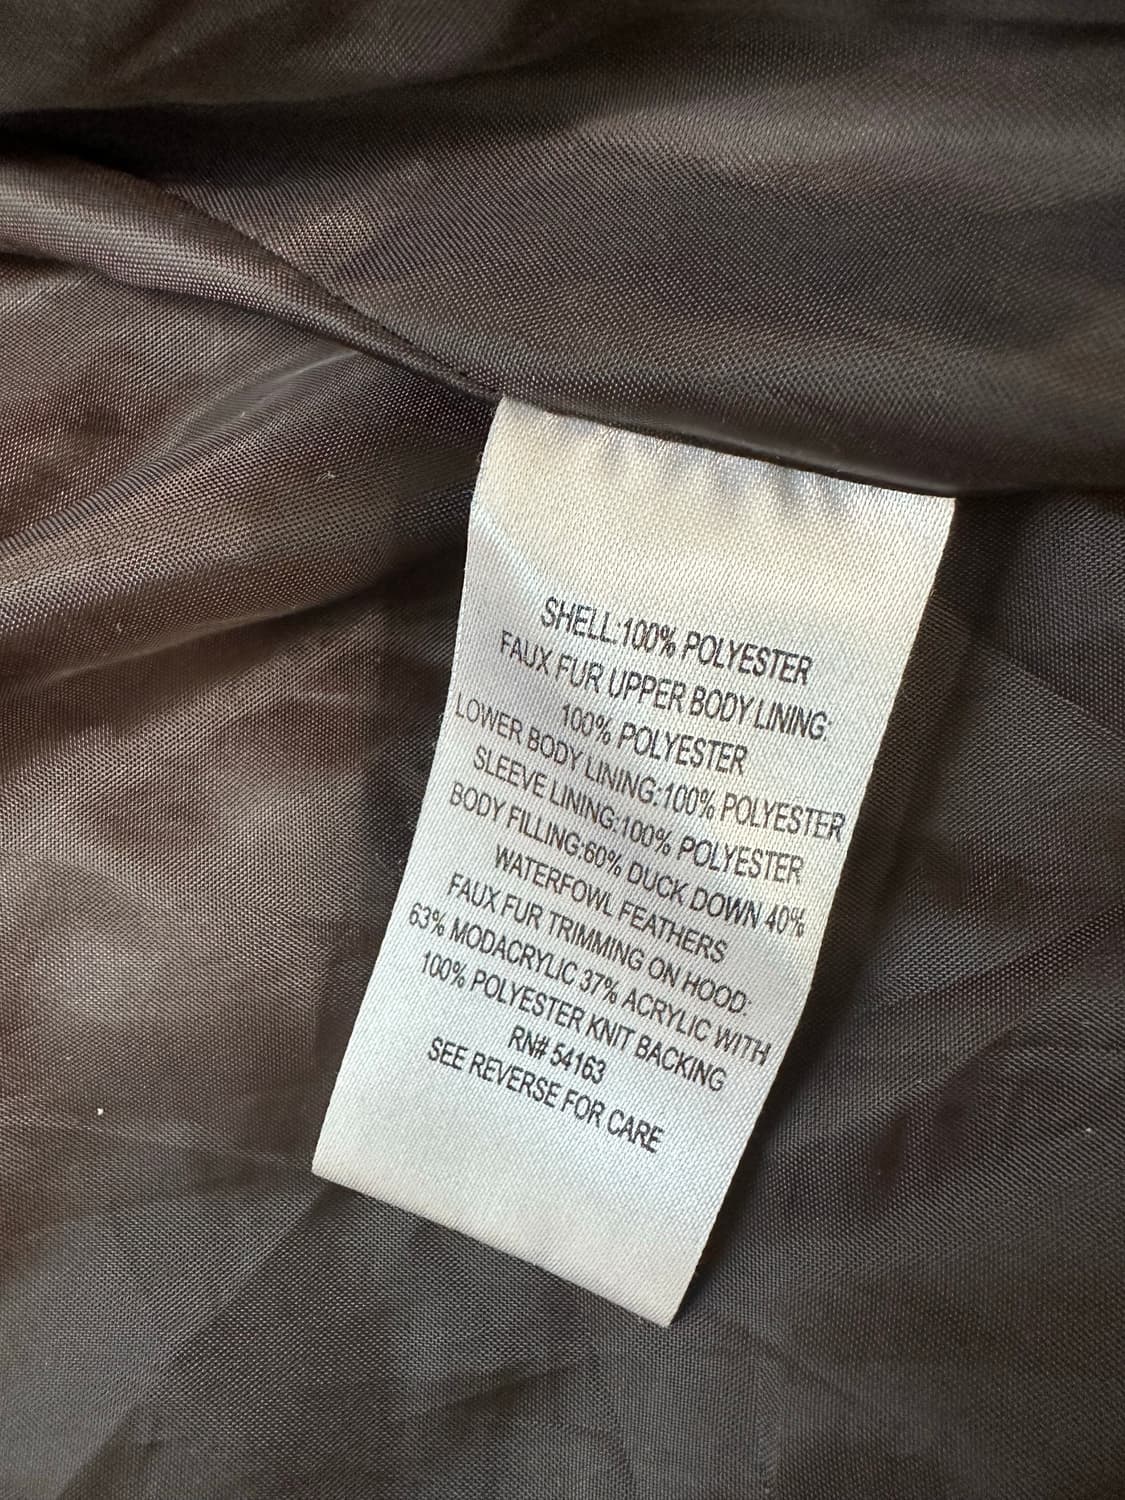 SHELL:100% POLYESTER
FAUX FUR UPPER BODY LINING:
100% POLYESTER
LOWER BODY LINING:100% POLYESTER
SLEEVE LINING:100% POLYESTER
BODY FILLING:60% DUCK DOWN 40%
WATERFOWL FEATHERS
FAUX FUR TRIMMING ON HOOD:
63% MODACRYLIC 37% ACRYLIC WITH
100% POLYESTER KNIT BACKING
RN# 54163
SEE REVERSE FOR CARE